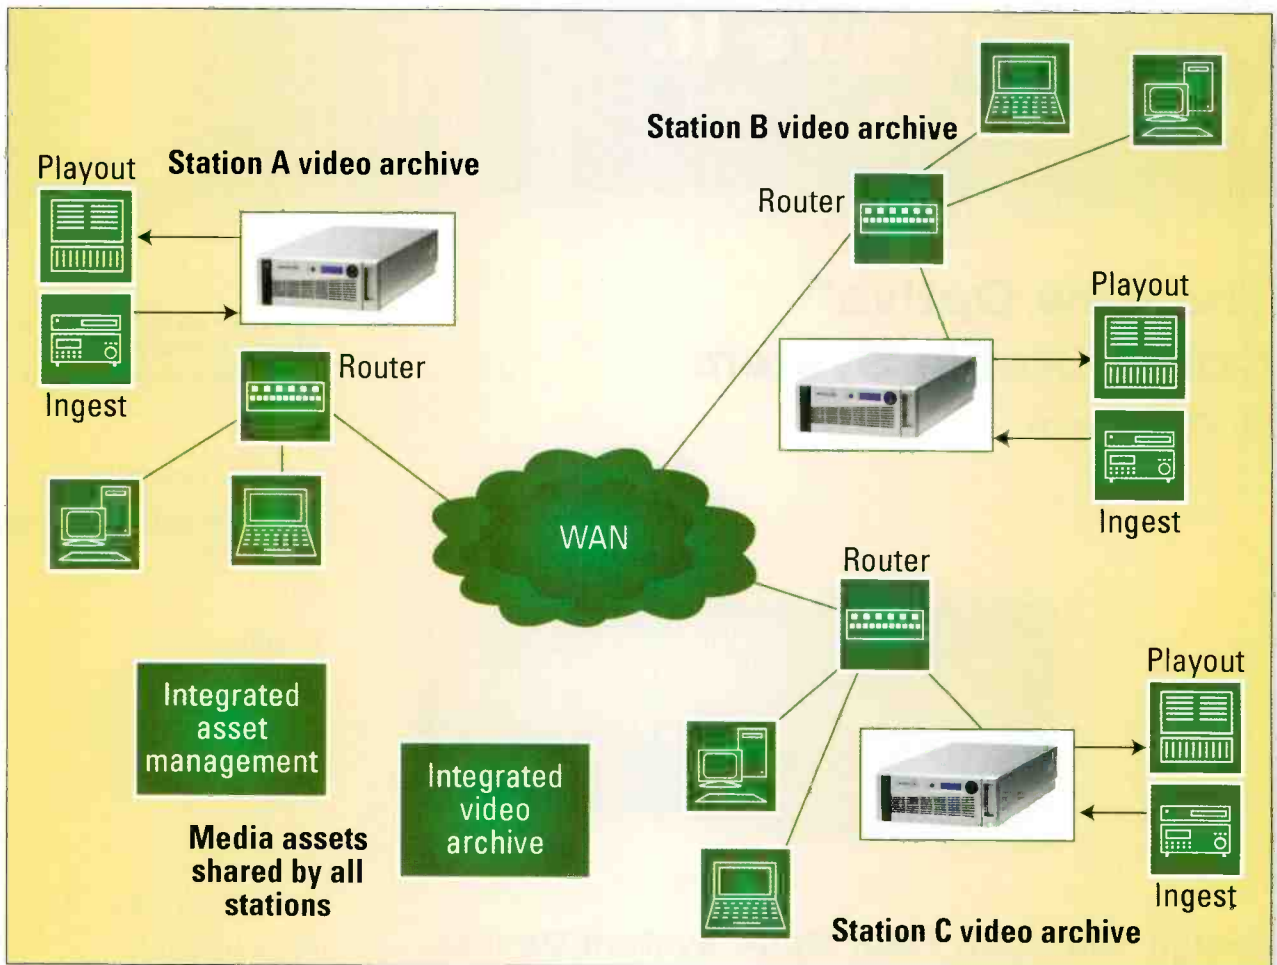 Station A video archive
Playout
Ingest
Router
Station B video archive
Router
Playout
Ingest
WAN
Router
Playout
Ingest
Station C video archive
Integrated
asset
management
Integrated
video
archive
Media assets
shared by all
stations